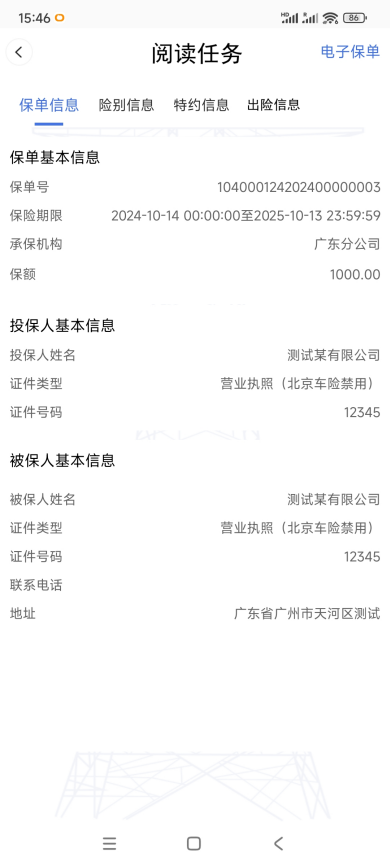 15:46
HD
86
阅读任务
电子保单
保单信息 险别信息 特约信息 出险信息
保单基本信息
保单号 104000124202400000003
保险期限 2024-10-14 00:00:00至2025-10-13 23:59:59
承保机构 广东分公司
保额 1000.00
投保人基本信息
投保人姓名 测试某有限公司
证件类型 营业执照（北京车险禁用）
证件号码 12345
被保人基本信息
被保人姓名 测试某有限公司
证件类型 营业执照（北京车险禁用）
证件号码 12345
联系电话
地址 广东省广州市天河区测试